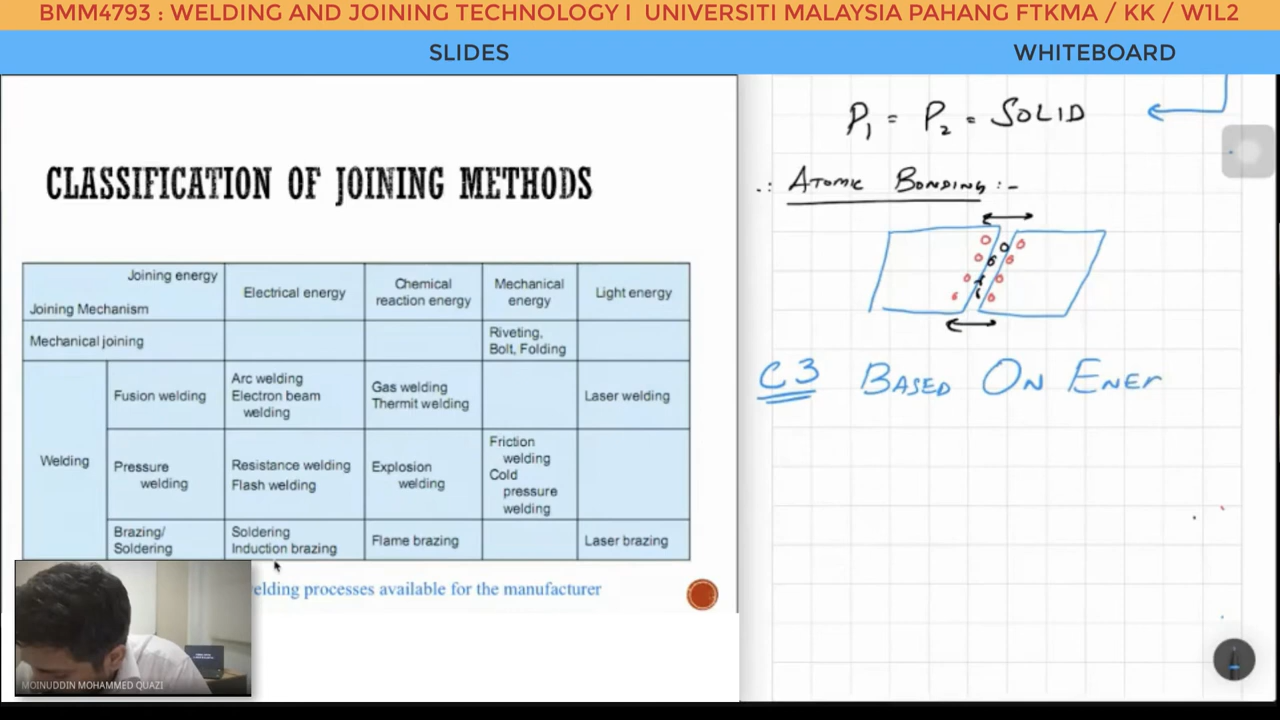 BMM4793 : WELDING AND JOINING TECHNOLOGY I UNIVERSITI MALAYSIA PAHANG FTKMA / KK / W1L2
SLIDES
WHITEBOARD
CLASSIFICATION OF JOINING METHODS
Joining energy
Joining Mechanism
Electrical energy
Chemical
reaction energy
Mechanical
energy
Light energy
Mechanical joining
Riveting,
Bolt, Folding
Welding
Fusion welding
Arc welding
Electron beam
welding
Gas welding
Thermit welding
Laser welding
Pressure
welding
Resistance welding
Flash welding
Explosion
welding
Friction
welding
Cold
pressure
welding
Brazing/
Soldering
Soldering
Induction brazing
Flame brazing
Laser brazing
elding processes available for the manufacturer
MOINUDDIN MOHAMMED QUAZI
P1 = P2 = SOLID
∴ ATOMIC BONDING :-
C3 BASED ON ENER